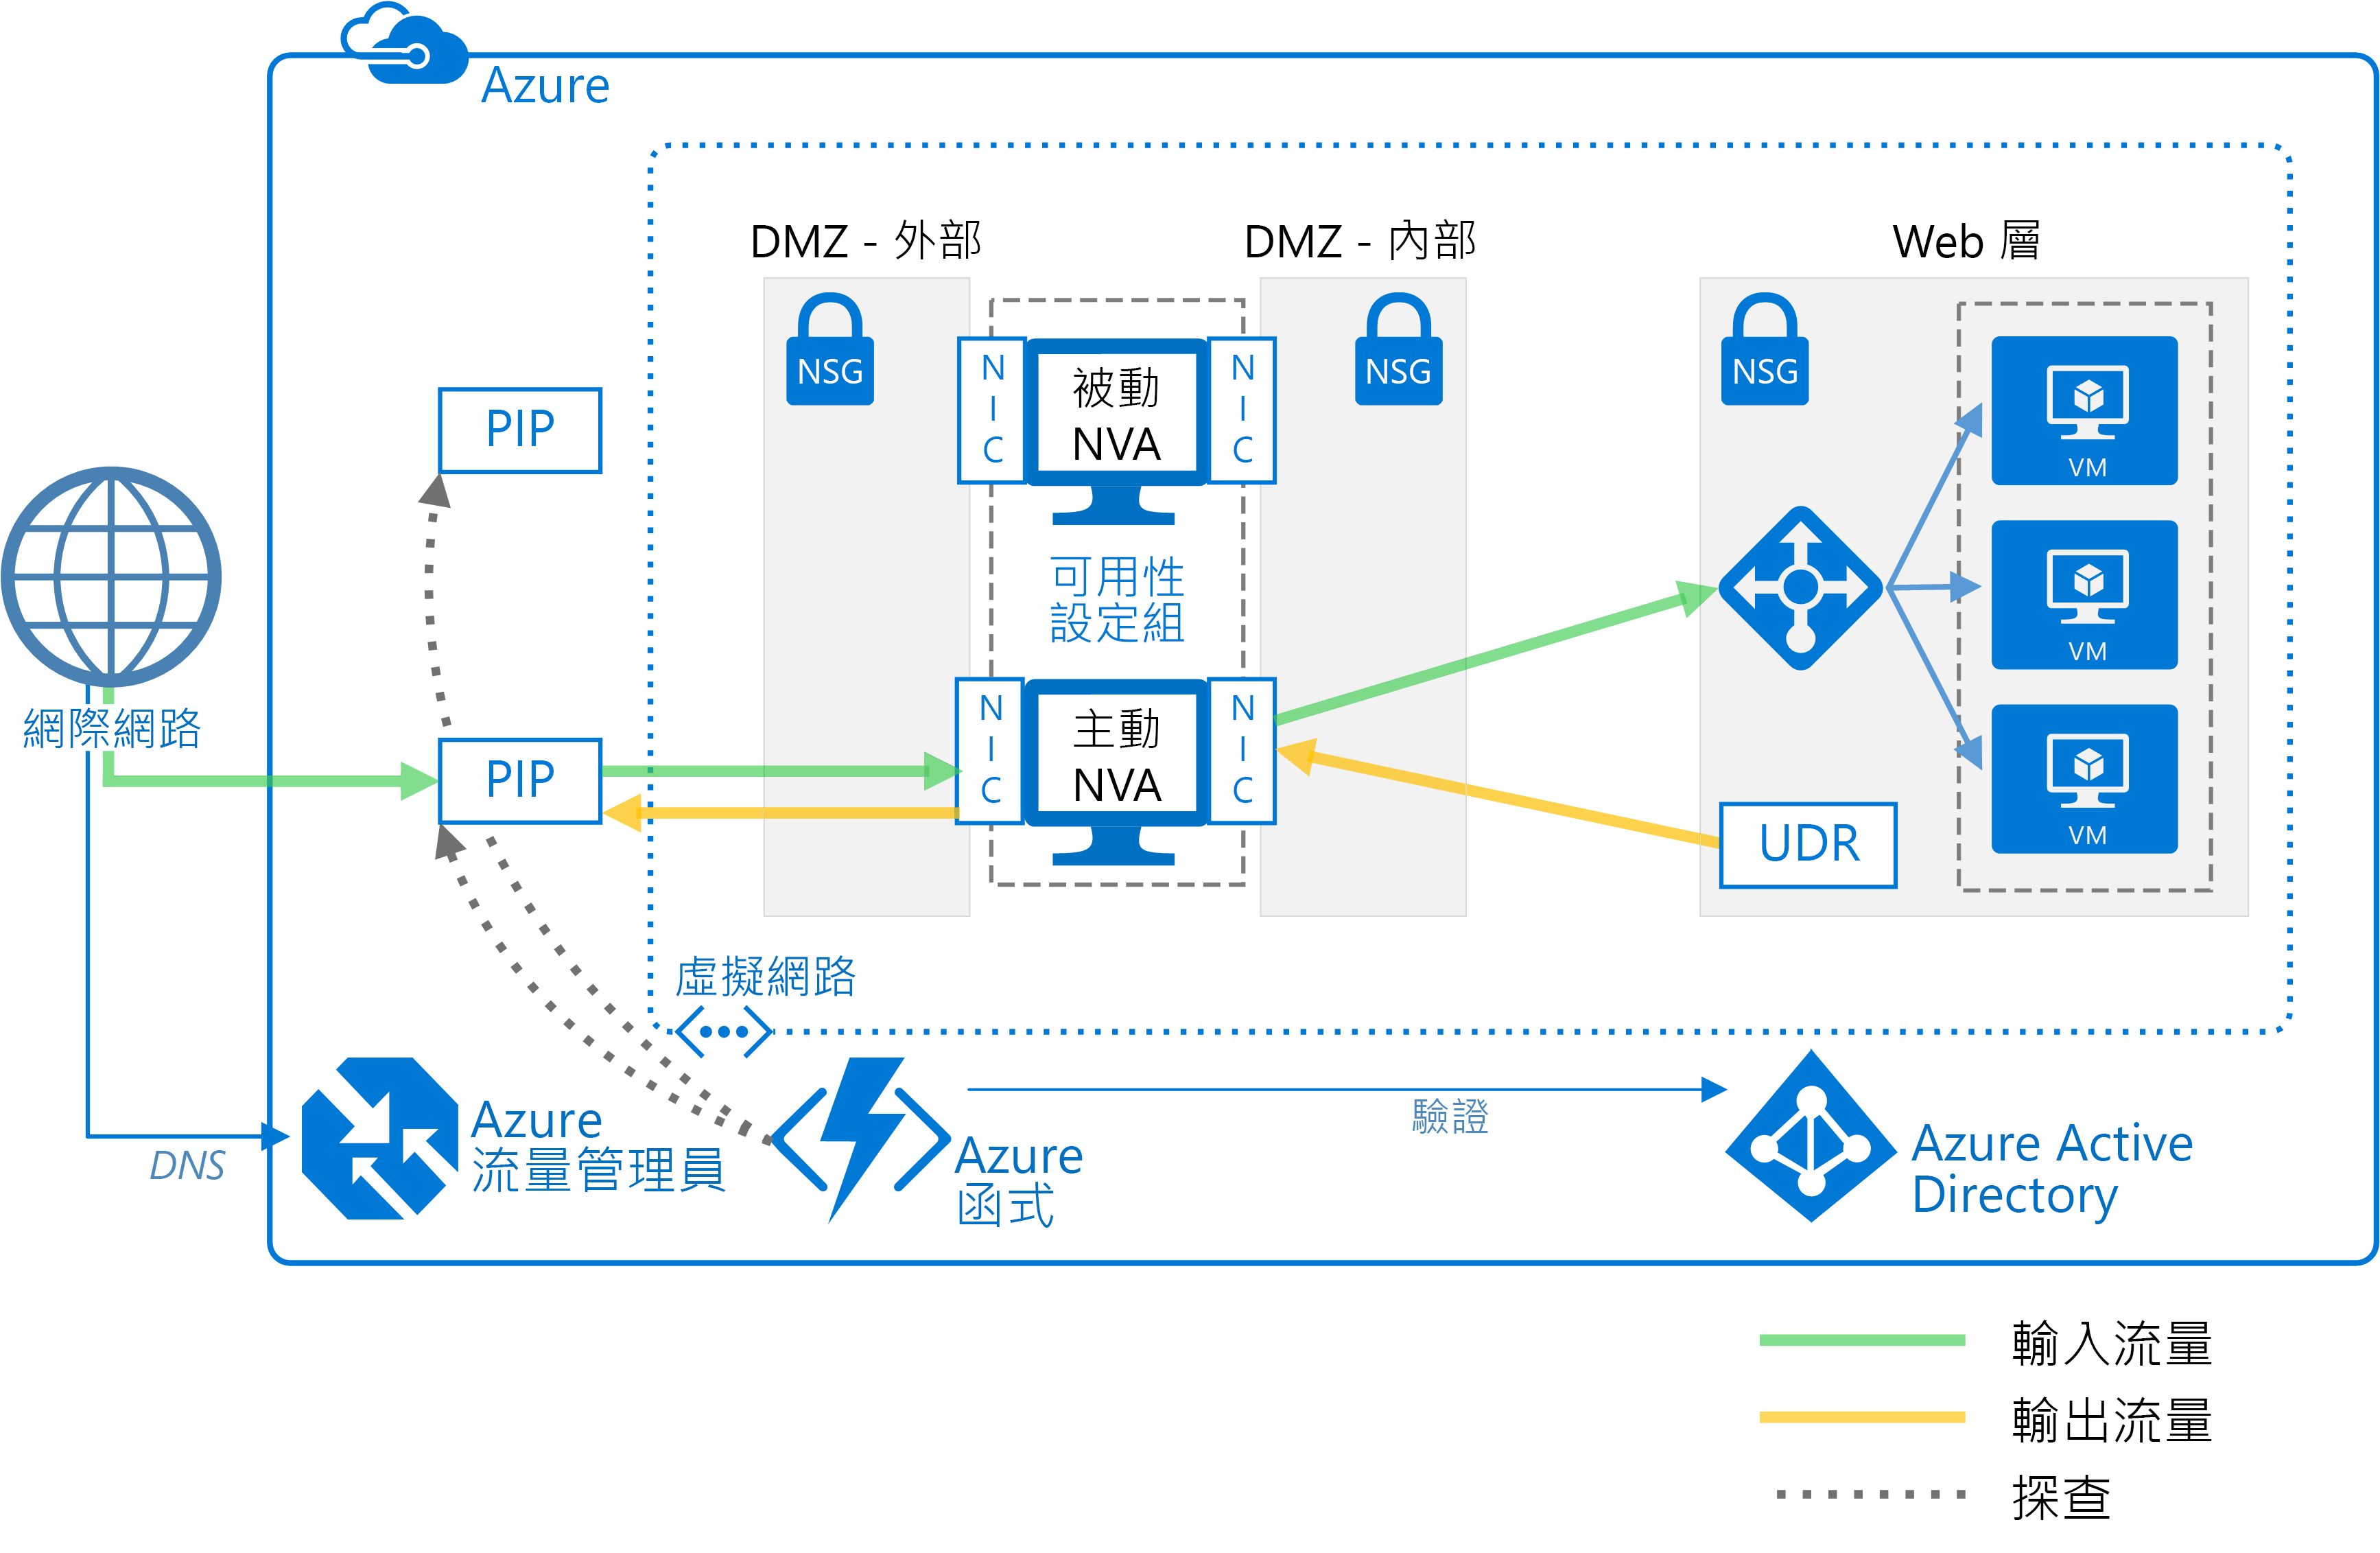 Azure
DMZ - 外部
DMZ - 內部
Web 層
NSG
NSG
NSG
N
I
C
被動
NVA
N
I
C
VM
PIP
可用性
設定組
VM
網際網路
PIP
N
I
C
主動
NVA
N
I
C
UDR
VM
虛擬網路
DNS
Azure
流量管理員
Azure
函式
驗證
Azure Active
Directory
輸入流量
輸出流量
探查